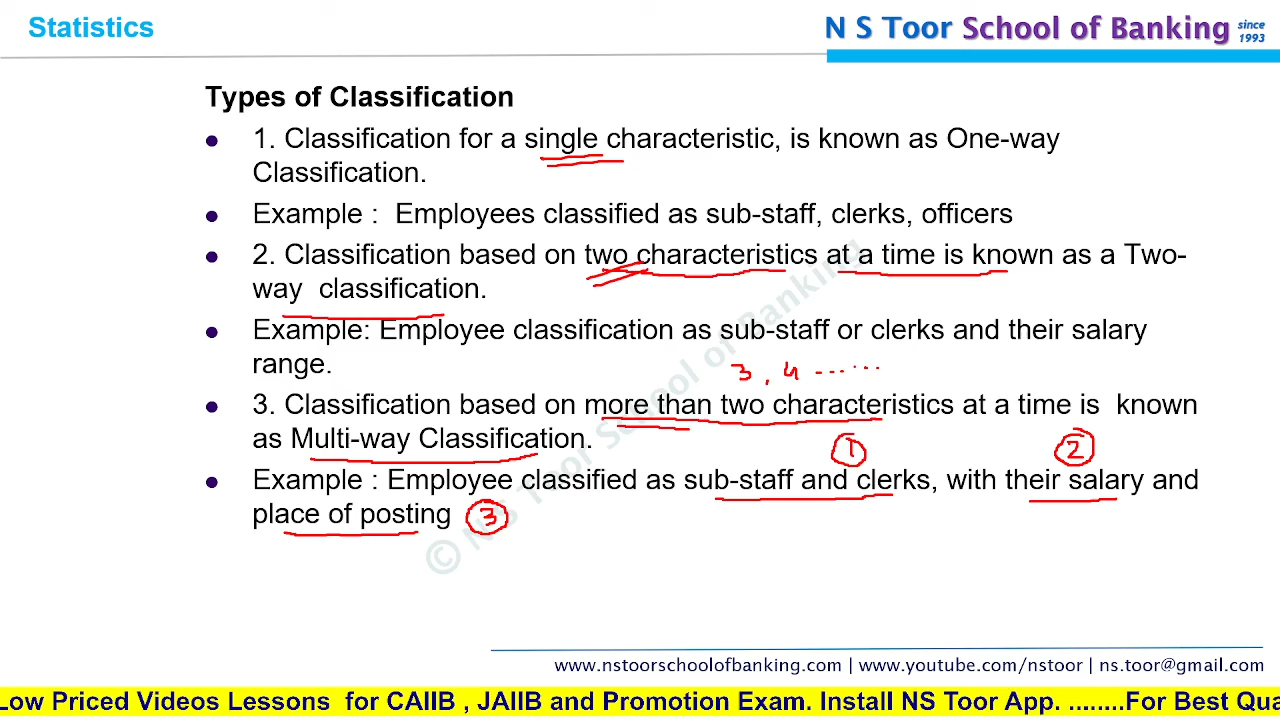 Statistics
N S Toor School of Banking since 1993
Types of Classification
1. Classification for a single characteristic, is known as One-way
Classification.
Example : Employees classified as sub-staff, clerks, officers
2. Classification based on two characteristics at a time is known as a Two-
way classification.
Example: Employee classification as sub-staff or clerks and their salary
range.
3, 4 ........
3. Classification based on more than two characteristics at a time is known
as Multi-way Classification.
1 2
Example : Employee classified as sub-staff and clerks, with their salary and
place of posting 3
© NS Toor School of Banking
www.nstoorschoolofbanking.com | www.youtube.com/nstoor | ns.toor@gmail.com
Low Priced Videos Lessons for CAIIB , JAIIB and Promotion Exam. Install NS Toor App. ........For Best Qua